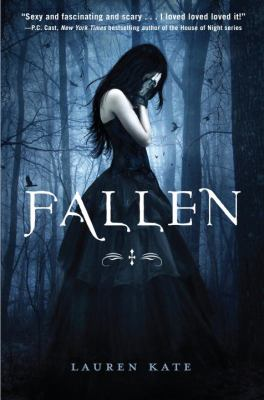 "Sexy and fascinating and scary . . . I loved loved loved it!"
—P.C. Cast, New York Times bestselling author of the House of Night series
FALLEN
LAUREN KATE